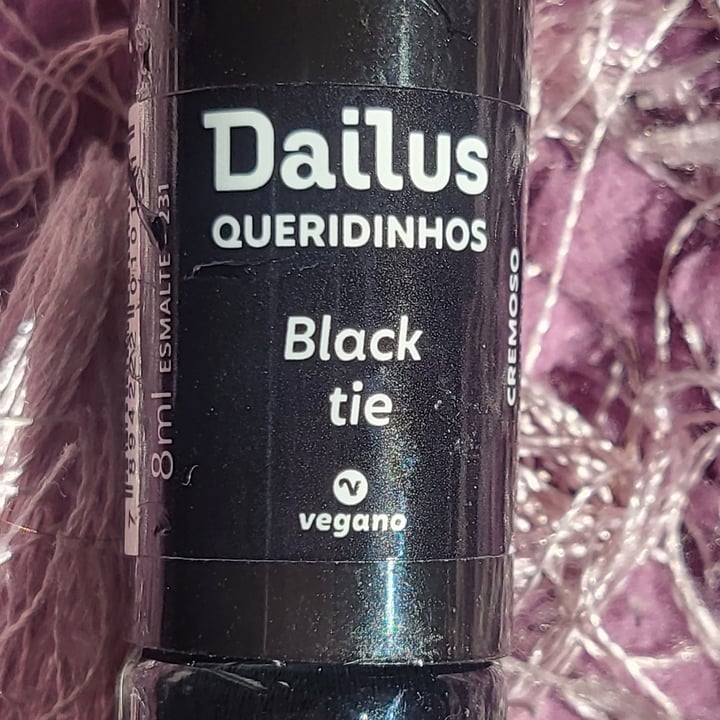 Dailus
QUERIDINHOS
Black
tie
vegano
CREMOSO
8ml ESMALTE 231